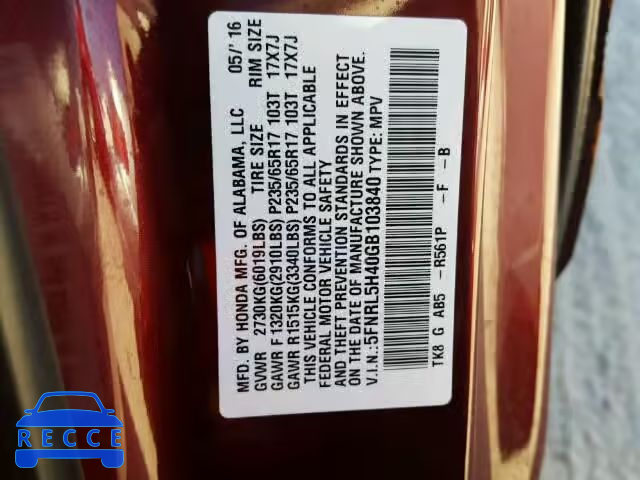 MFD. BY HONDA MFG. OF ALABAMA, LLC 05/' 16
GVWR 2730KG(6019LBS) TIRE SIZE RIM SIZE
GAWR F 1320KG(2910LBS) P235/65R17 103T 17X7J
GAWR R 1515KG(3340LBS) P235/65R17 103T 17X7J
THIS VEHICLE CONFORMS TO ALL APPLICABLE
FEDERAL MOTOR VEHICLE SAFETY
AND THEFT PREVENTION STANDARDS IN EFFECT
ON THE DATE OF MANUFACTURE SHOWN ABOVE.
V.I.N.: 5FNRL5H40GB103840 TYPE: MPV
TK8 G AB5 -R561P -F -B
RECCE